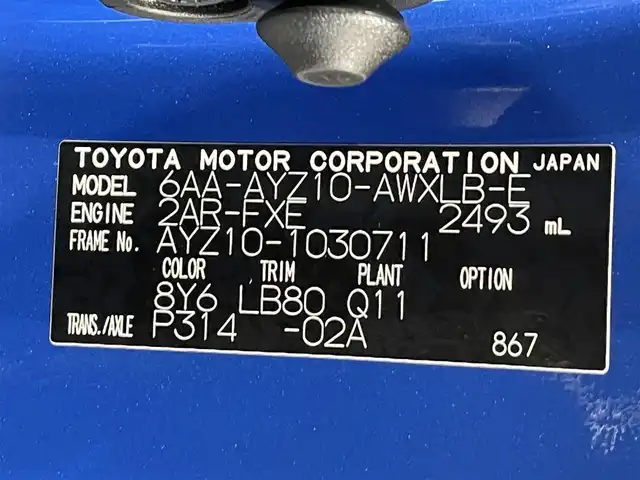 TOYOTA MOTOR CORPORATION JAPAN
MODEL 6AA-AYZ10-AWXLB-E
ENGINE 2AR-FXE 2493 mL
FRAME No. AYZ10-1030711
COLOR TRIM PLANT OPTION
8Y6 LB80 Q11
TRANS./AXLE P314 -02A 867